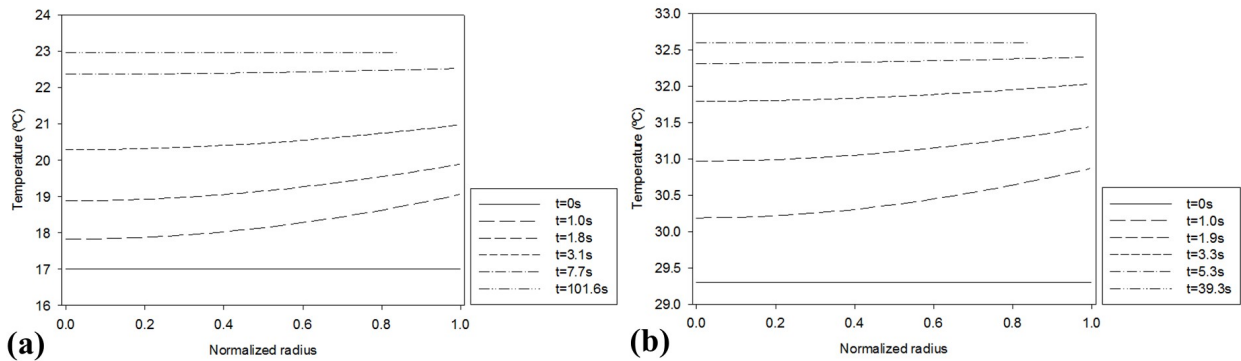 24
23
22
21
20
19
18
17
16
Temperature (ºC)
0.0 0.2 0.4 0.6 0.8 1.0
Normalized radius
t=0s
t=1.0s
t=1.8s
t=3.1s
t=7.7s
t=101.6s
(a)
33.0
32.5
32.0
31.5
31.0
30.5
30.0
29.5
29.0
Temperature (ºC)
0.0 0.2 0.4 0.6 0.8 1.0
Normalized radius
t=0s
t=1.0s
t=1.9s
t=3.3s
t=5.3s
t=39.3s
(b)